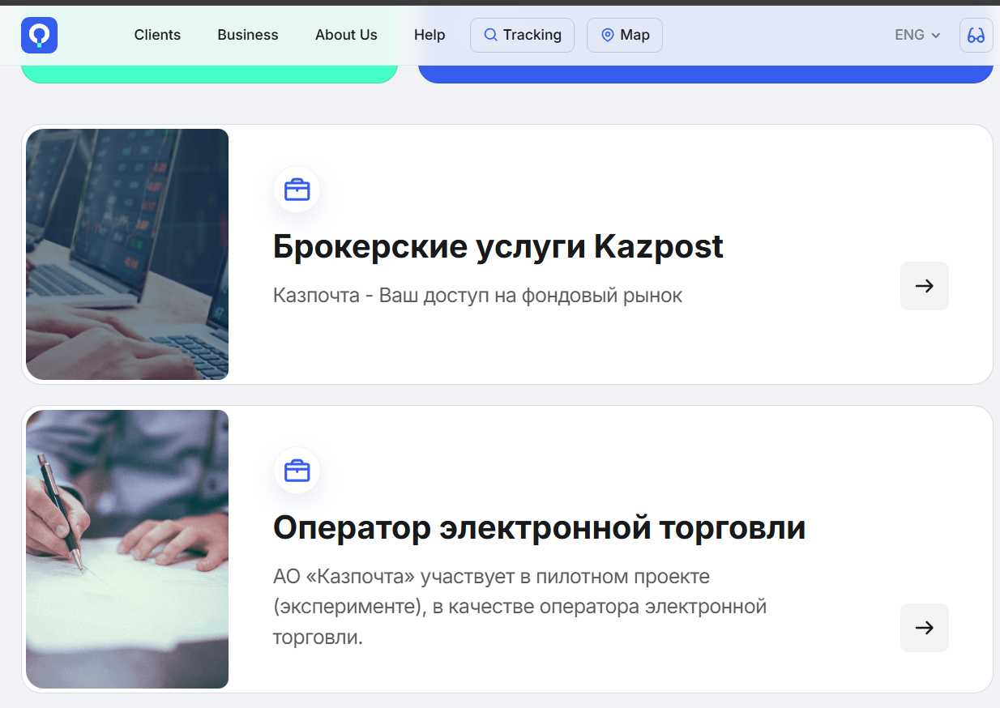 Clients Business About Us Help Tracking Map ENG
Брокерские услуги Kazpost
Казпочта - Ваш доступ на фондовый рынок
Оператор электронной торговли
АО «Казпочта» участвует в пилотном проекте
(эксперименте), в качестве оператора электронной
торговли.